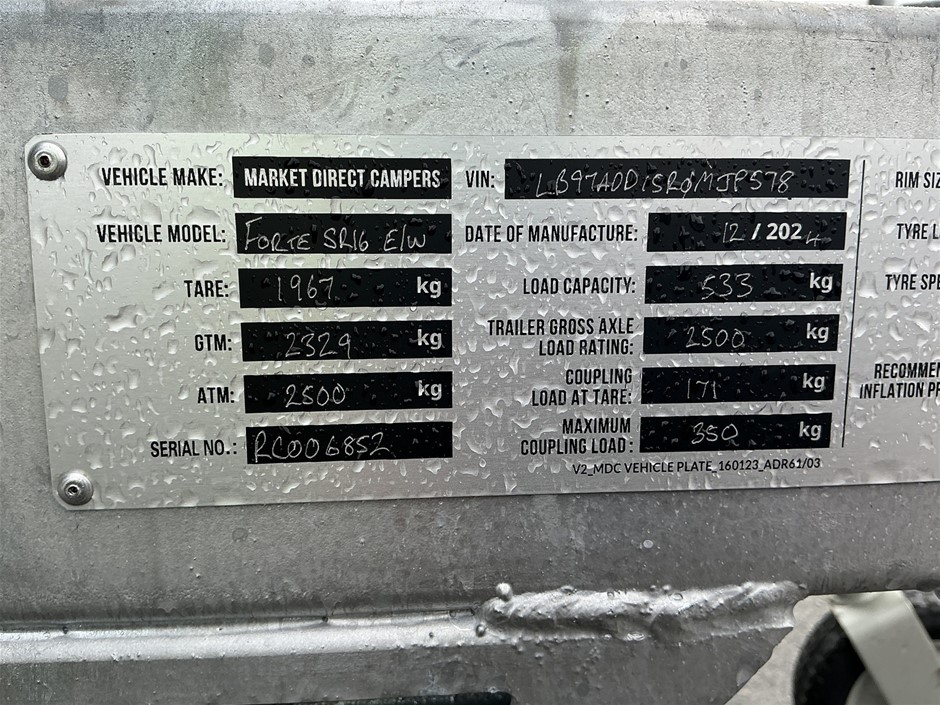 VEHICLE MAKE: MARKET DIRECT CAMPERS
VEHICLE MODEL: FORTE SR16 E/W
TARE: 1967 kg
GTM: 2329 kg
ATM: 2500 kg
SERIAL NO.: RC006852
VIN: LB97A0D1SR0MJP578
DATE OF MANUFACTURE: 12 / 2024
LOAD CAPACITY: 533 kg
TRAILER GROSS AXLE
LOAD RATING: 2500 kg
COUPLING
LOAD AT TARE: 171 kg
MAXIMUM
COUPLING LOAD : 350 kg
V2_MDC VEHICLE PLATE_160123_ADR61/03
RIM SIZ
TYRE L
TYRE SPE
RECOMMEN
INFLATION PR